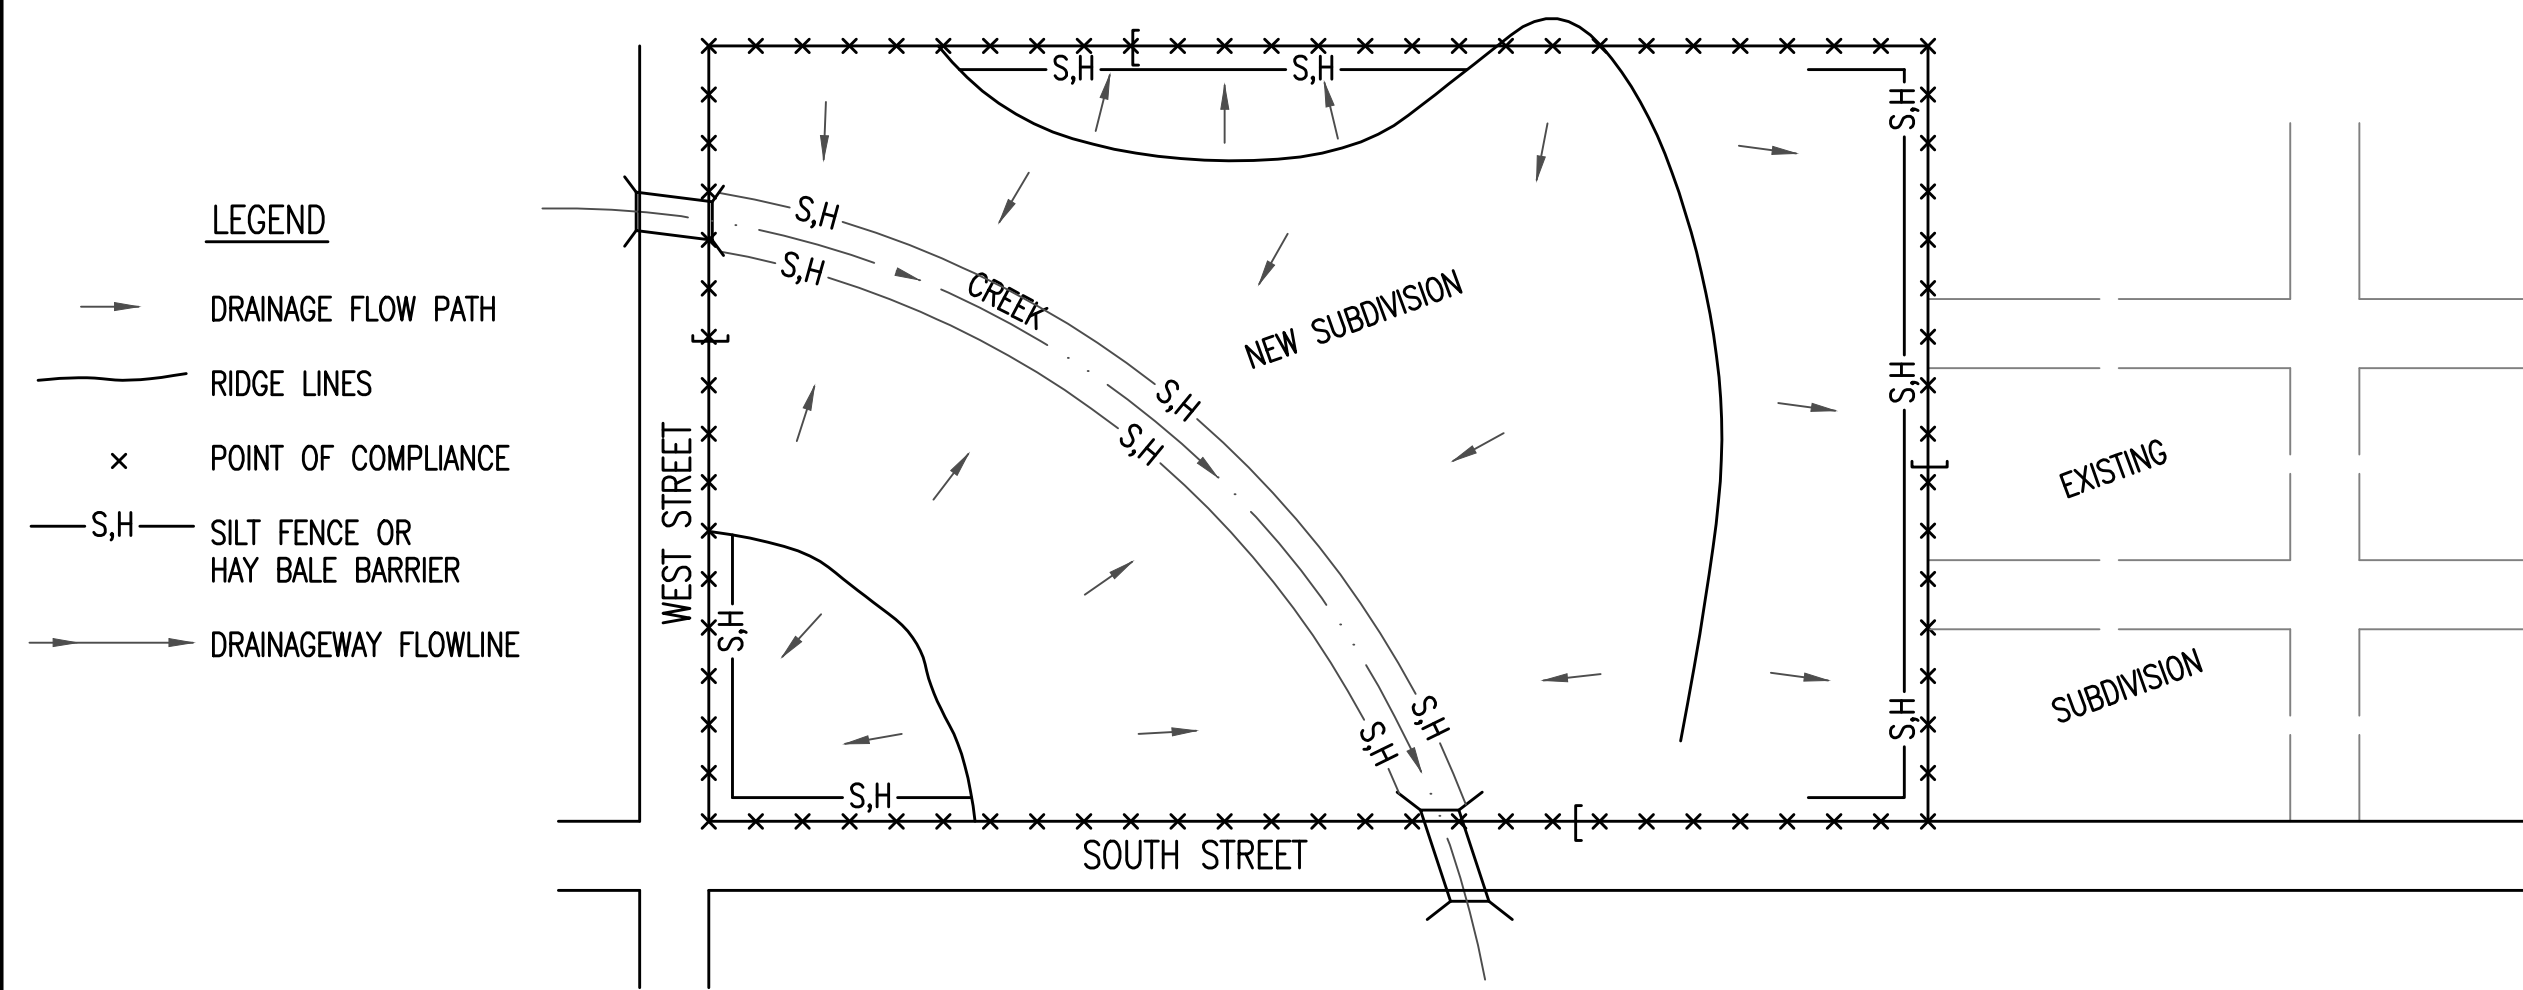 LEGEND
DRAINAGE FLOW PATH
RIDGE LINES
POINT OF COMPLIANCE
S,H
SILT FENCE OR
HAY BALE BARRIER
DRAINAGEWAY FLOWLINE
S,H
S,H
S,H
S,H
S,H
CREEK
NEW SUBDIVISION
S,H
S,H
S,H
WEST STREET
EXISTING
S,H
SUBDIVISION
S,H
S,H
S,H
S,H
SOUTH STREET